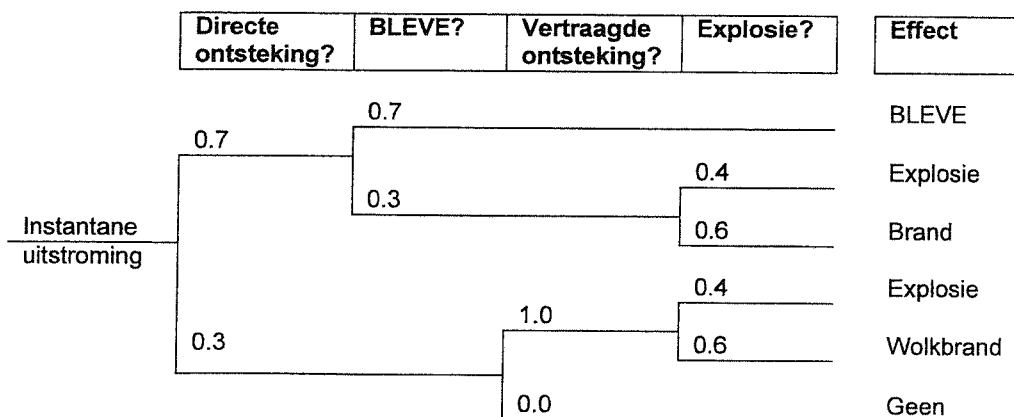 Directe BLEVE? Vertraagde Explosie? Effect
ontsteking? ontsteking?
0.7 BLEVE
0.7
0.4 Explosie
0.3
Instantane 0.6 Brand
uitstroming
0.4 Explosie
1.0
0.3 0.6 Wolkbrand
0.0 Geen